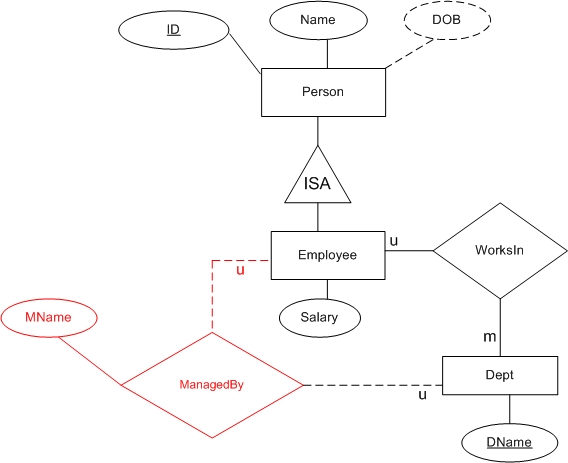 Name
DOB
ID
Person
ISA
Employee
u
WorksIn
u
MName
Salary
m
ManagedBy
Dept
u
DName